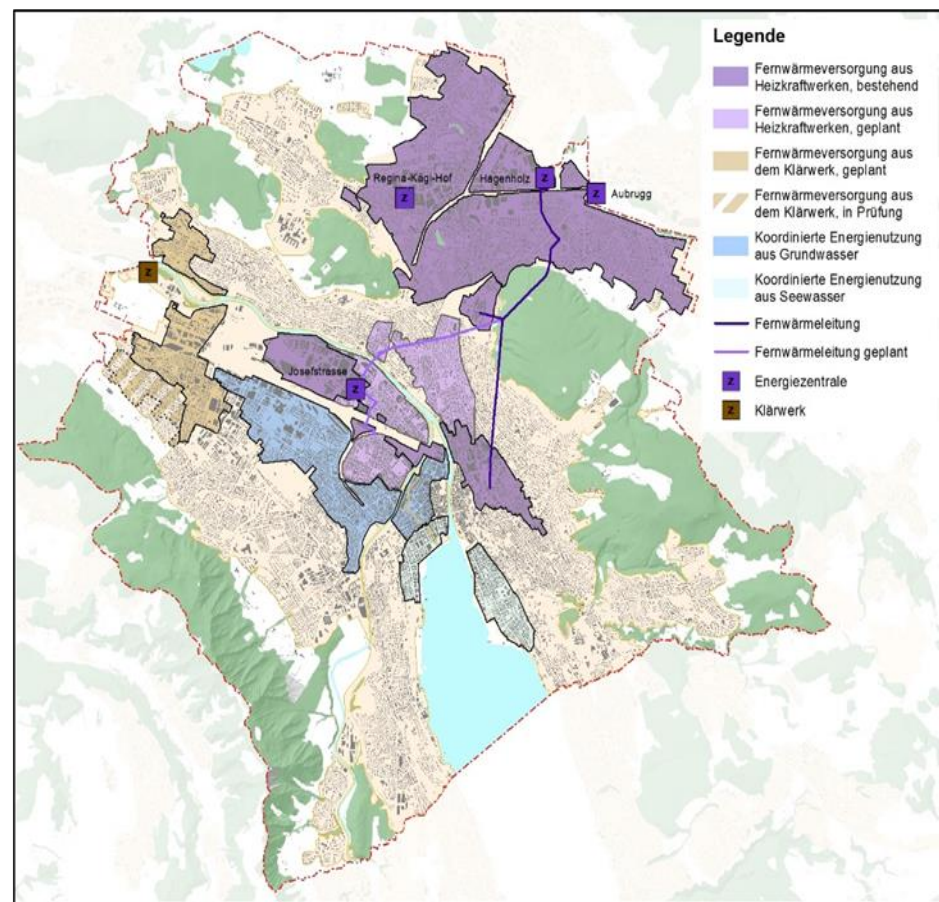 Legende
Fernwärmeversorgung aus
Heizkraftwerken, bestehend
Fernwärmeversorgung aus
Heizkraftwerken, geplant
Fernwärmeversorgung aus
dem Klärwerk, geplant
Fernwärmeversorgung aus
dem Klärwerk, in Prüfung
Koordinierte Energienutzung
aus Grundwasser
Koordinierte Energienutzung
aus Seewasser
Fernwärmeleitung
Fernwärmeleitung geplant
Z Energiezentrale
Z Klärwerk
Regina-Kägi-Hof
Z
Hagenholz
Z
Z
Aubrugg
Z
Josefstrasse
Z